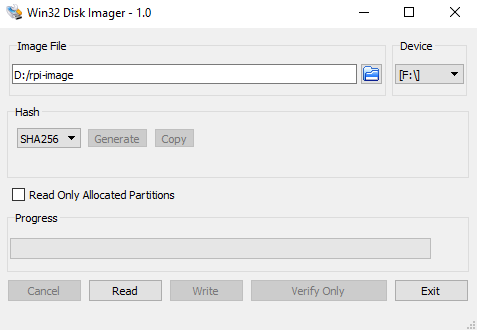 Win32 Disk Imager - 1.0
Image File
Device
D:/rpi-image
[F:\]
Hash
SHA256
Generate
Copy
Read Only Allocated Partitions
Progress
Cancel
Read
Write
Verify Only
Exit